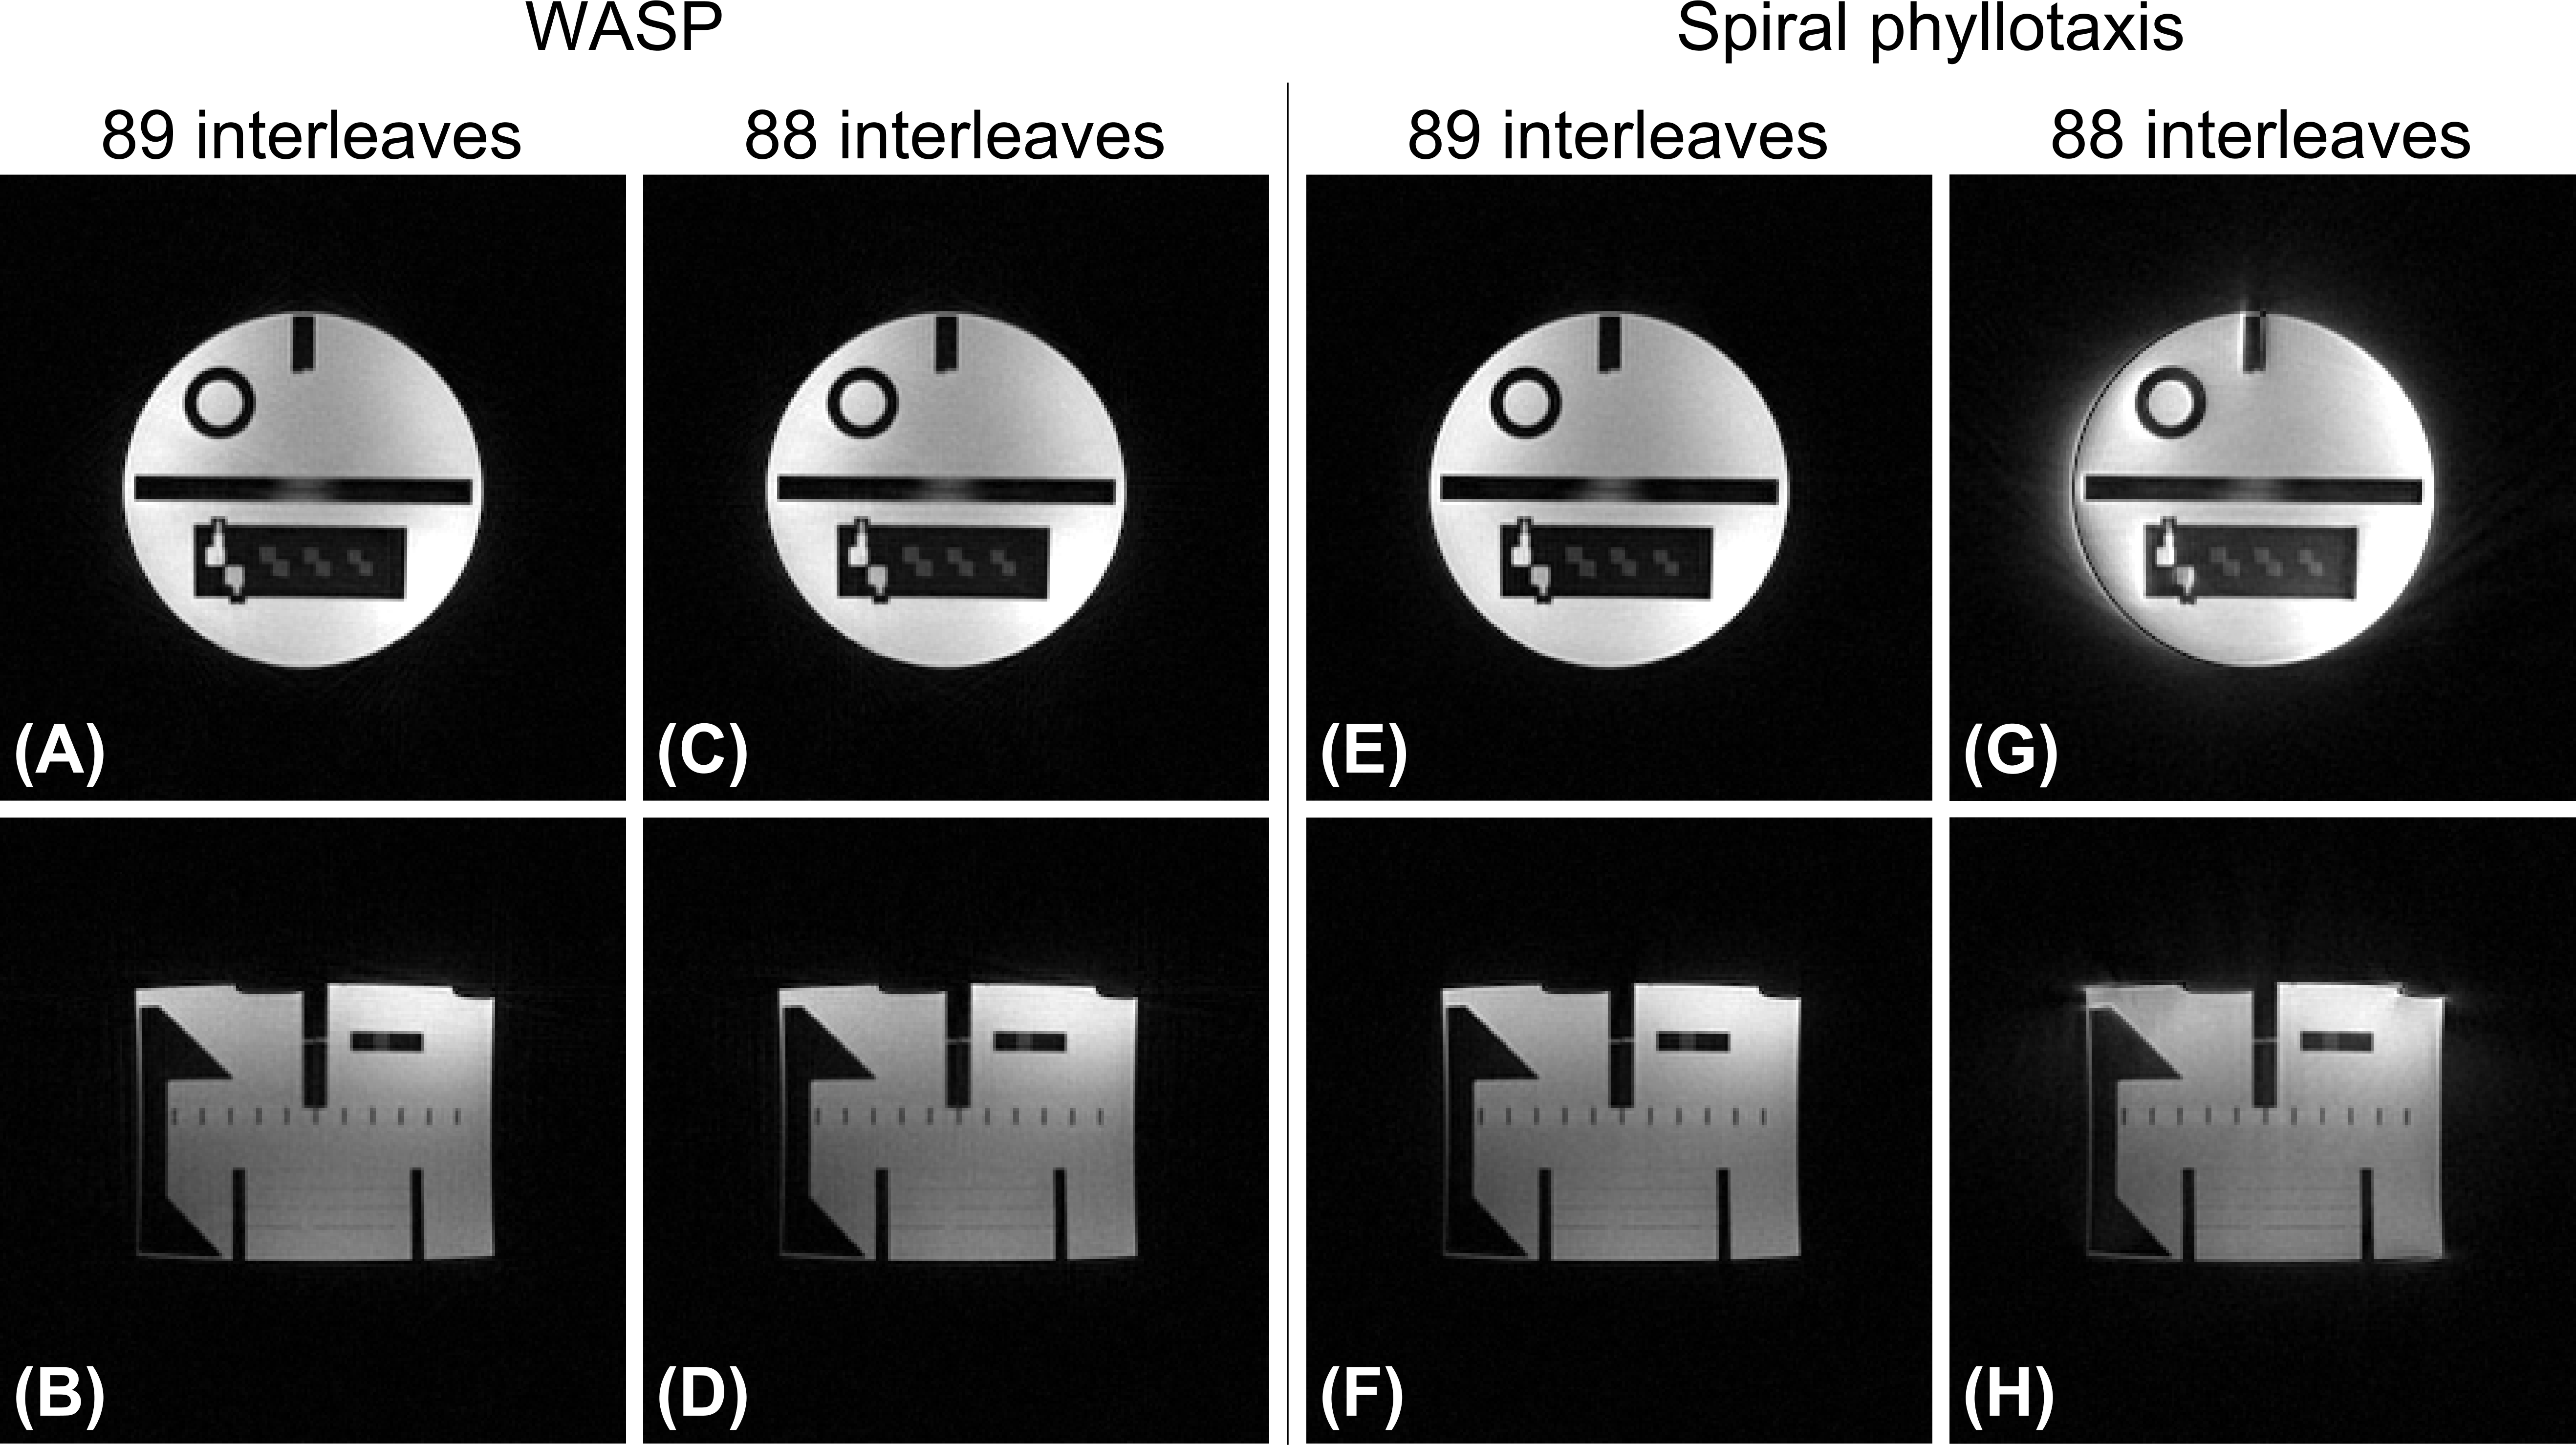 WASP
Spiral phyllotaxis
89 interleaves
88 interleaves
89 interleaves
88 interleaves
(A)
(C)
(E)
(G)
(B)
(D)
(F)
(H)